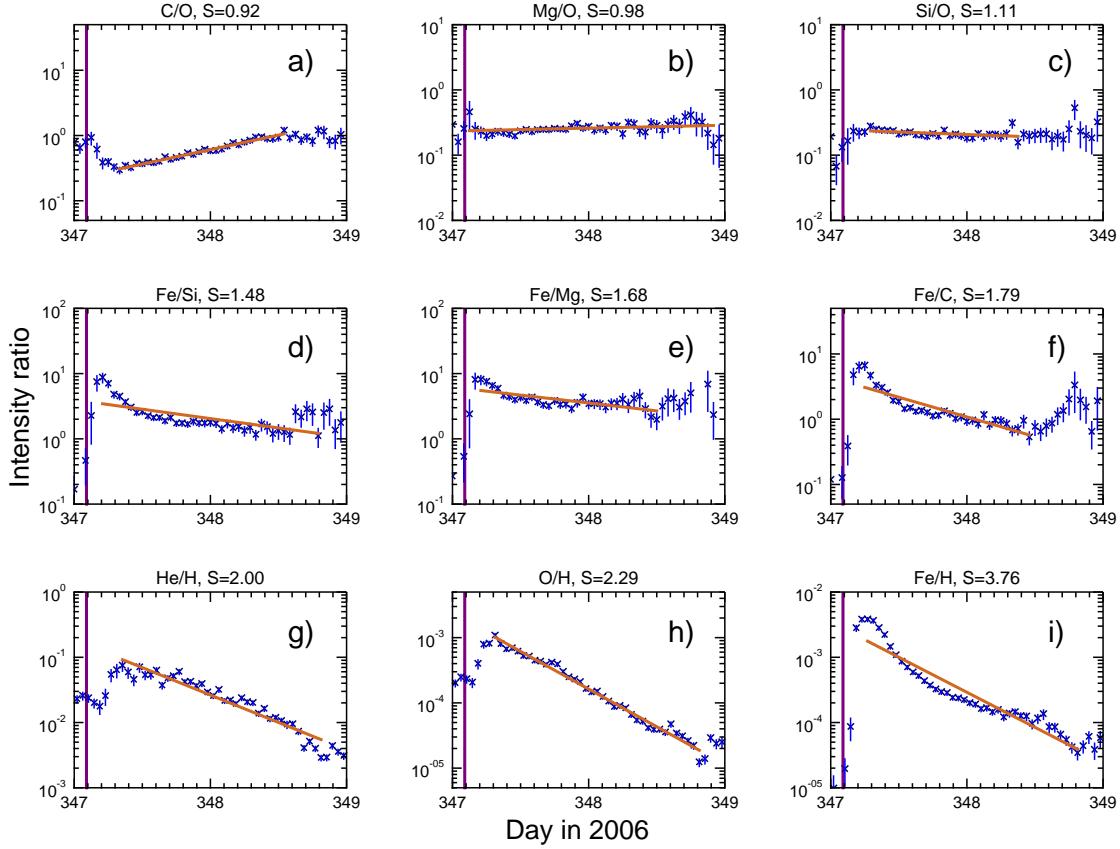 C/O, S=0.92
Mg/O, S=0.98
Si/O, S=1.11
a)
b)
c)
10^1
10^0
10^-1
10^1
10^0
10^-1
10^-2
10^1
10^0
10^-1
10^-2
347 348 349
347 348 349
347 348 349
Fe/Si, S=1.48
Fe/Mg, S=1.68
Fe/C, S=1.79
d)
e)
f)
10^2
10^1
10^0
10^-1
10^2
10^1
10^0
10^-1
10^1
10^0
10^-1
347 348 349
347 348 349
347 348 349
Intensity ratio
He/H, S=2.00
O/H, S=2.29
Fe/H, S=3.76
g)
h)
i)
10^0
10^-1
10^-2
10^-3
10^-3
10^-4
10^-05
10^-2
10^-3
10^-4
10^-05
347 348 349
347 348 349
347 348 349
Day in 2006